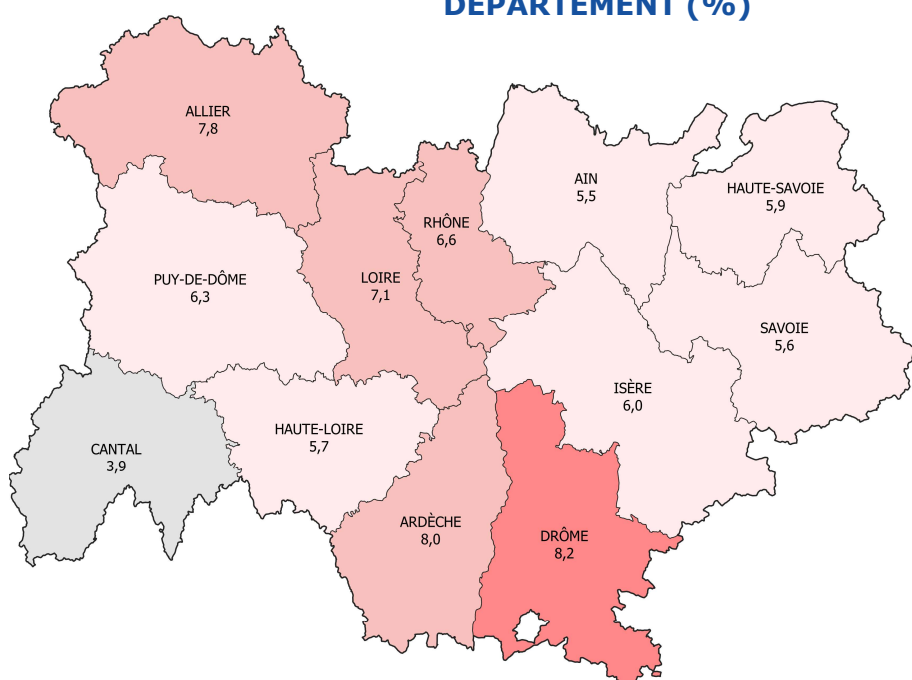 DÉPARTEMENT (%)
ALLIER
7,8
AIN
5,5
HAUTE-SAVOIE
5,9
RHÔNE
6,6
PUY-DE-DÔME
6,3
LOIRE
7,1
SAVOIE
5,6
ISÈRE
6,0
HAUTE-LOIRE
5,7
CANTAL
3,9
ARDÈCHE
8,0
DRÔME
8,2